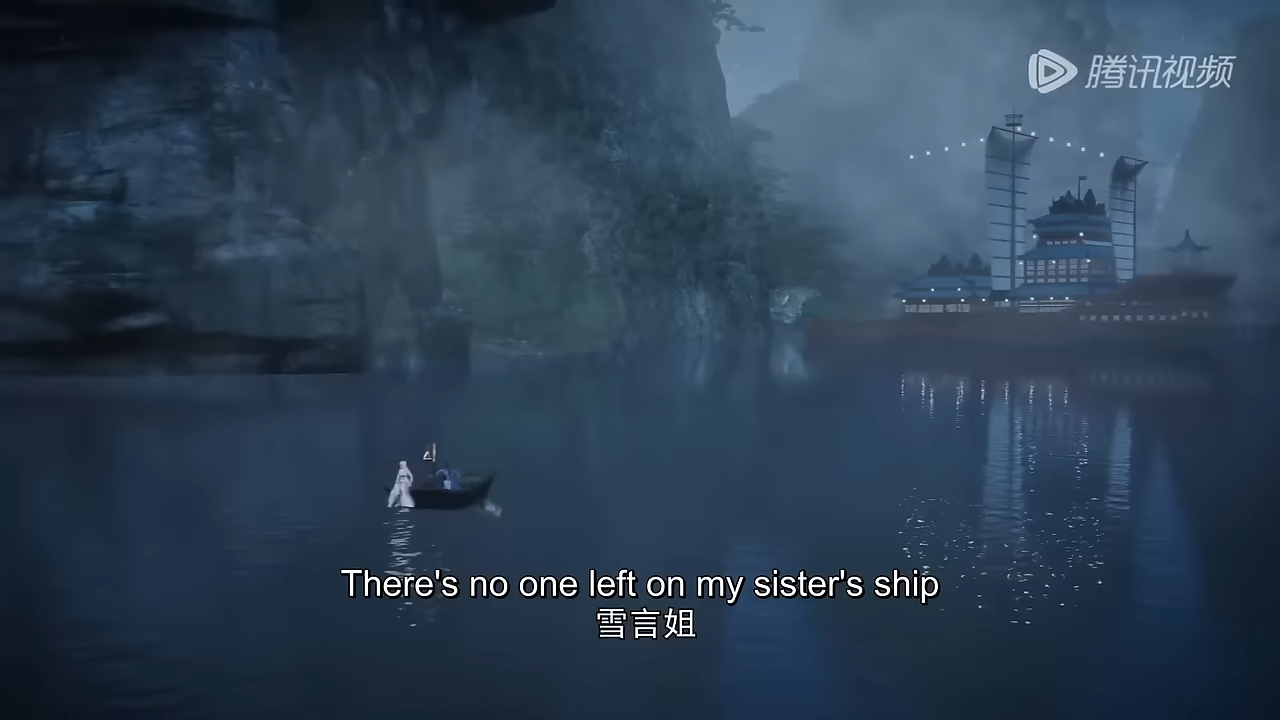 腾讯视频
There's no one left on my sister's ship
雪言姐